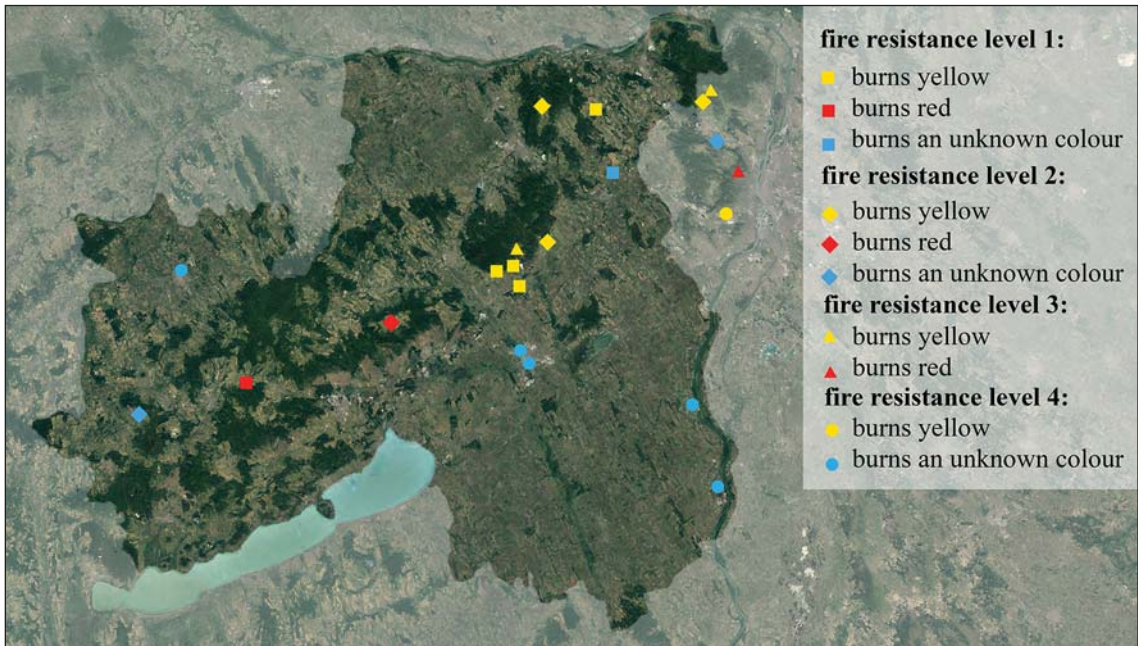 fire resistance level 1:
burns yellow
burns red
burns an unknown colour
fire resistance level 2:
burns yellow
burns red
burns an unknown colour
fire resistance level 3:
burns yellow
burns red
fire resistance level 4:
burns yellow
burns an unknown colour